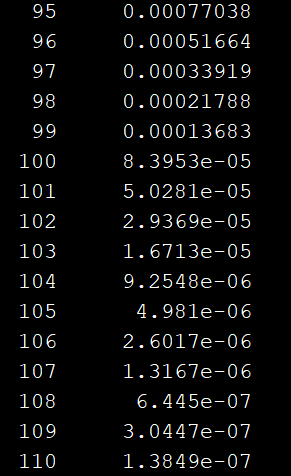 95 0.00077038
96 0.00051664
97 0.00033919
98 0.00021788
99 0.00013683
100 8.3953e-05
101 5.0281e-05
102 2.9369e-05
103 1.6713e-05
104 9.2548e-06
105 4.981e-06
106 2.6017e-06
107 1.3167e-06
108 6.445e-07
109 3.0447e-07
110 1.3849e-07